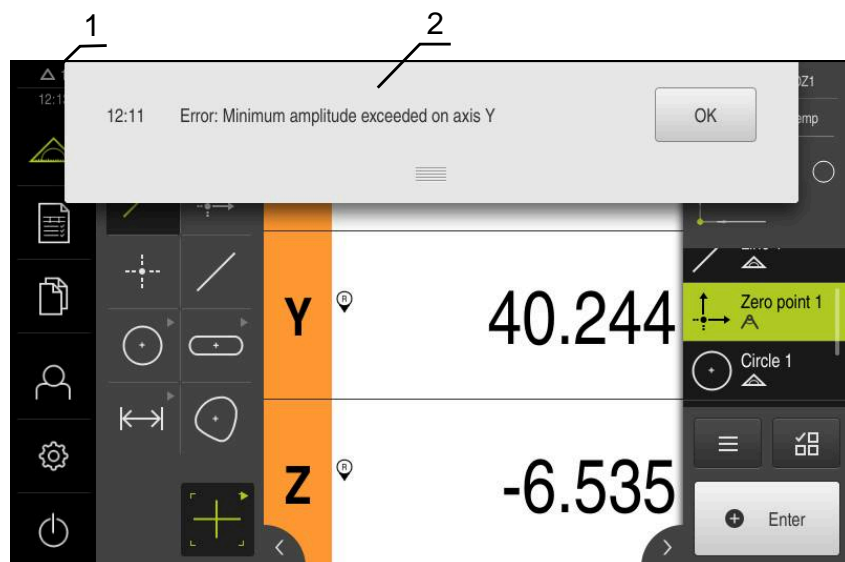 1
2
12:11 Error: Minimum amplitude exceeded on axis Y
OK
Y
R
40.244
Zero point 1
Circle 1
Z
R
-6.535
Enter